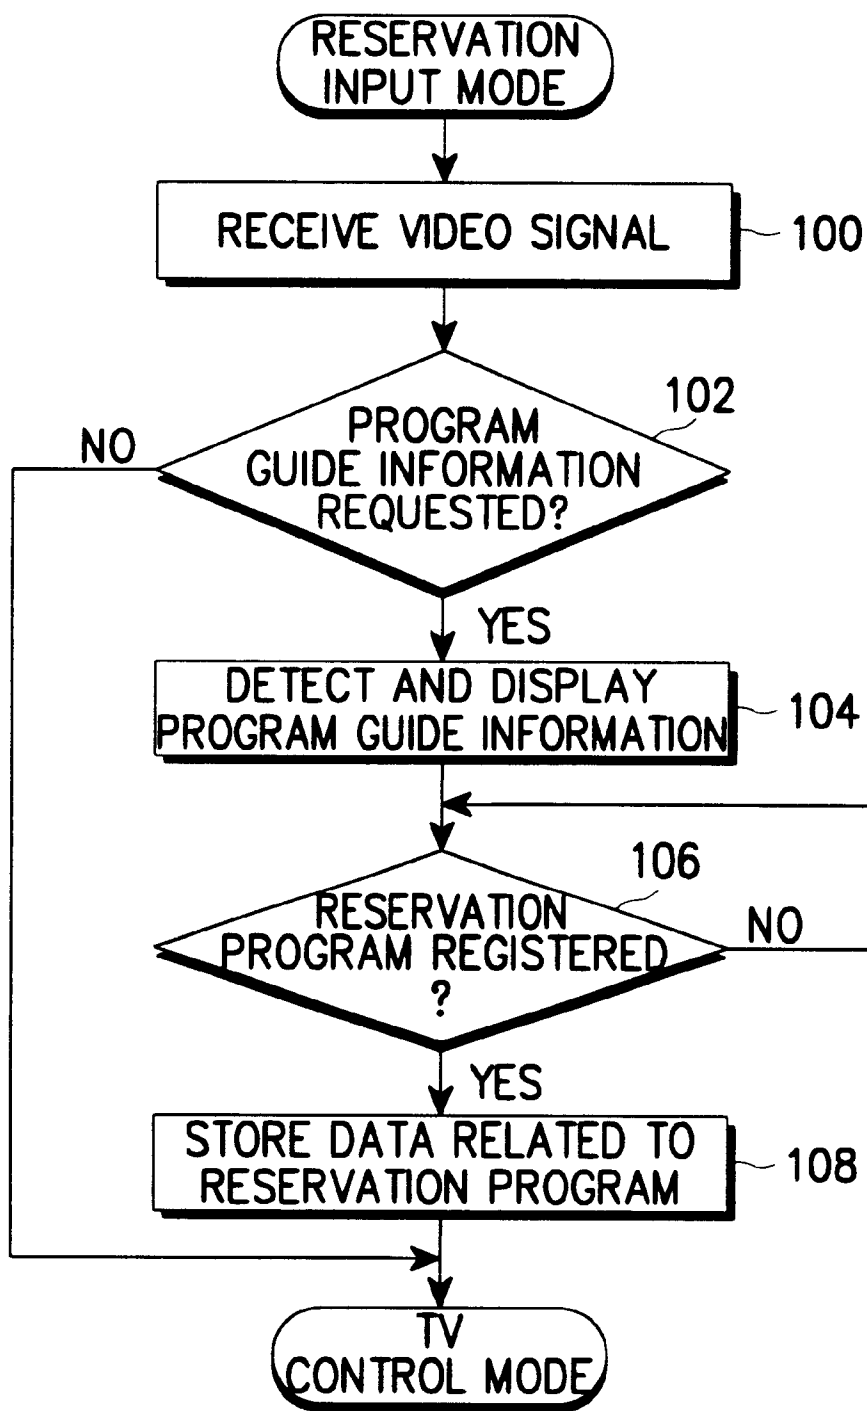 RESERVATION
INPUT MODE
RECEIVE VIDEO SIGNAL
100
102
NO
PROGRAM
GUIDE INFORMATION
REQUESTED?
YES
DETECT AND DISPLAY
PROGRAM GUIDE INFORMATION
104
106
RESERVATION
PROGRAM REGISTERED
?
NO
YES
STORE DATA RELATED TO
RESERVATION PROGRAM
108
TV
CONTROL MODE